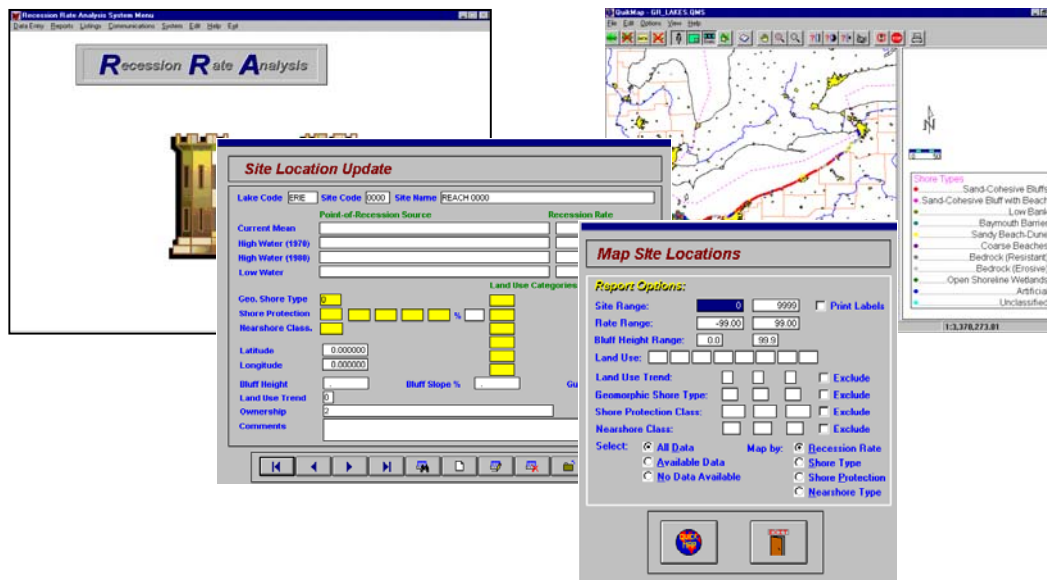 Recession Rate Analysis System Menu
Data Entry Reports Listings Communications System Edit Help Exit
Recession Rate Analysis
QuikMap - GR_LAKES.QMS
File Edit Options View Help
N
0 50
Shore Types
Sand-Cohesive Bluffs
Sand-Cohesive Bluff with Beach
Low Bank
Baymouth Barrier
Sandy Beach-Dune
Coarse Beaches
Bedrock (Resistant)
Bedrock (Erosive)
Open Shoreline Wetlands
Artificial
Unclassified
1:3,370,273.01
Site Location Update
Lake Code ERIE Site Code 0000 Site Name REACH 0000
Point-of-Recession Source Recession Rate
Current Mean
High Water (1970)
High Water (1980)
Low Water
Land Use Categories
Geo. Shore Type 0
Shore Protection %
Nearshore Class.
Latitude 0.000000
Longitude 0.000000
Bluff Height . Bluff Slope % . Gu
Land Use Trend 0
Ownership 2
Comments
Map Site Locations
Report Options:
Site Range: 0 9999 Print Labels
Rate Range: -99.00 99.00
Bluff Height Range: 0.0 99.9
Land Use:
Land Use Trend: Exclude
Geomorphic Shore Type: Exclude
Shore Protection Class: Exclude
Nearshore Class: Exclude
Select: All Data Map by: Recession Rate
Available Data Shore Type
No Data Available Shore Protection
Nearshore Type
QUICK MAP